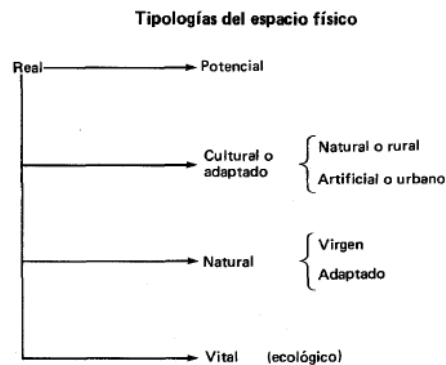 Tipologías del espacio físico
Real
Potencial
Cultural o
adaptado
Natural o rural
Artificial o urbano
Natural
Virgen
Adaptado
Vital (ecológico)